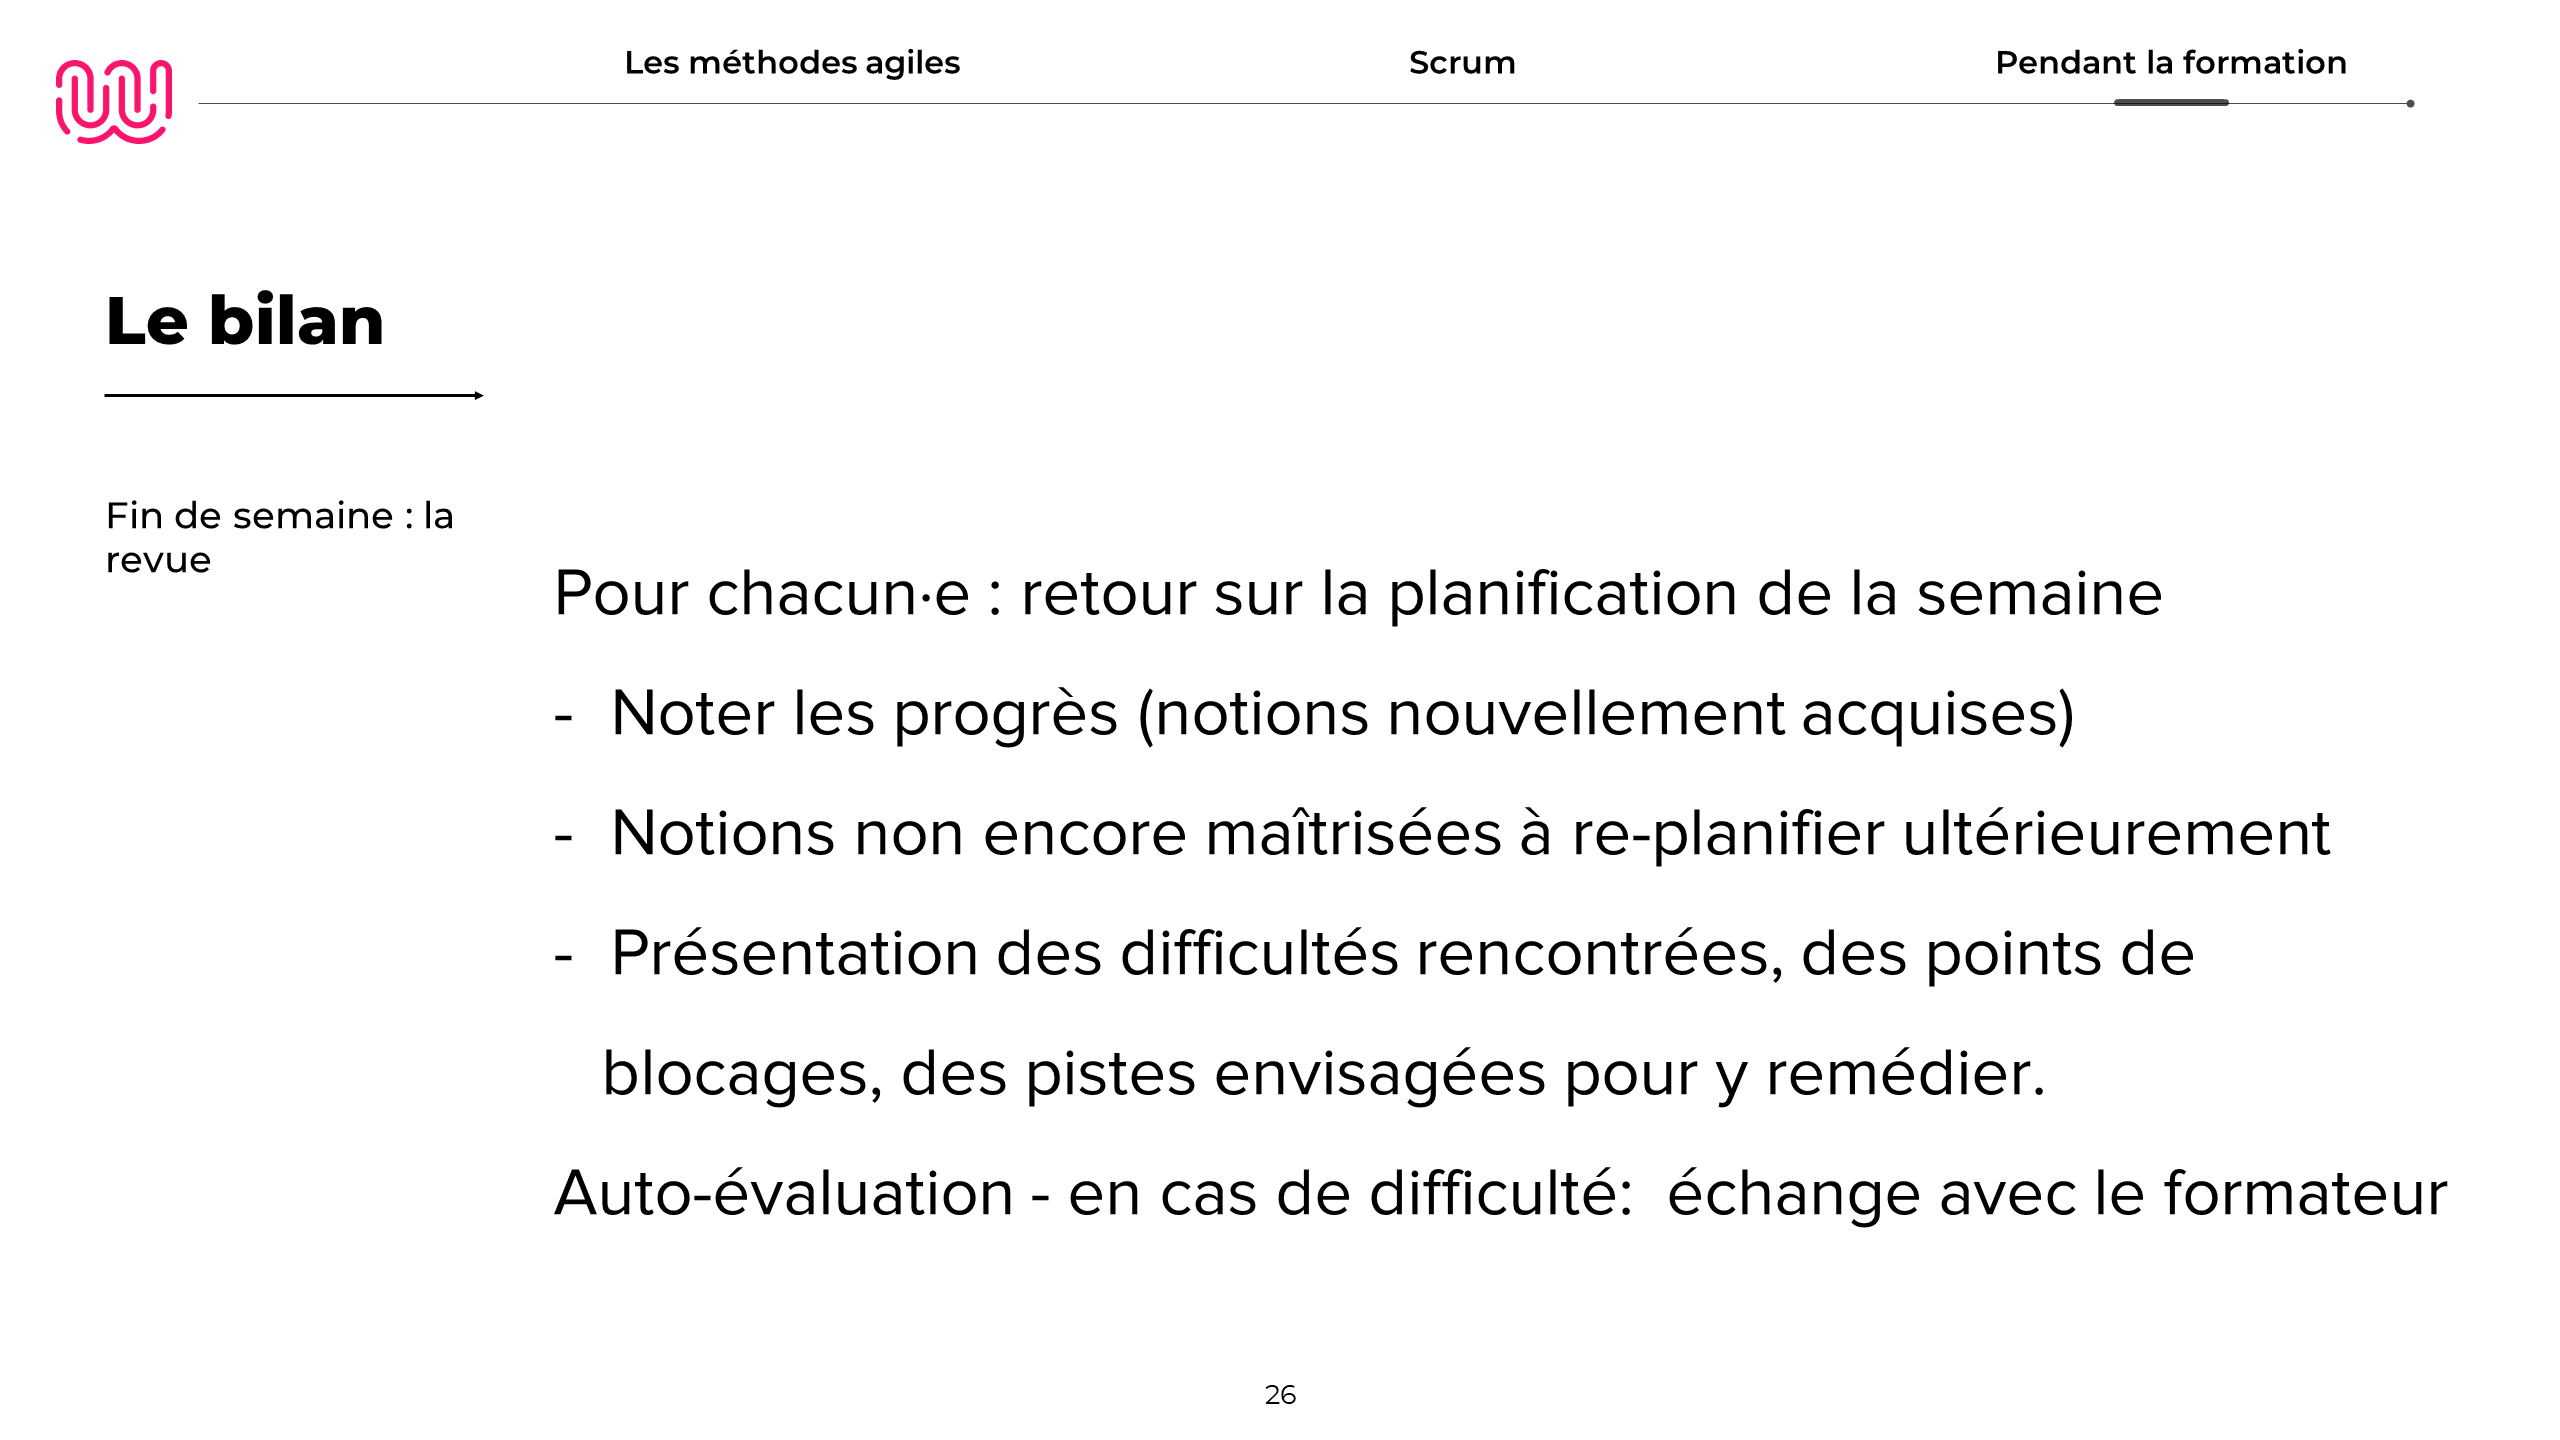 Les méthodes agiles
Scrum
Pendant la formation
Le bilan
Fin de semaine : la
revue
Pour chacun·e : retour sur la planification de la semaine
- Noter les progrès (notions nouvellement acquises)
- Notions non encore maîtrisées à re-planifier ultérieurement
- Présentation des difficultés rencontrées, des points de
blocages, des pistes envisagées pour y remédier.
Auto-évaluation - en cas de difficulté:  échange avec le formateur
26